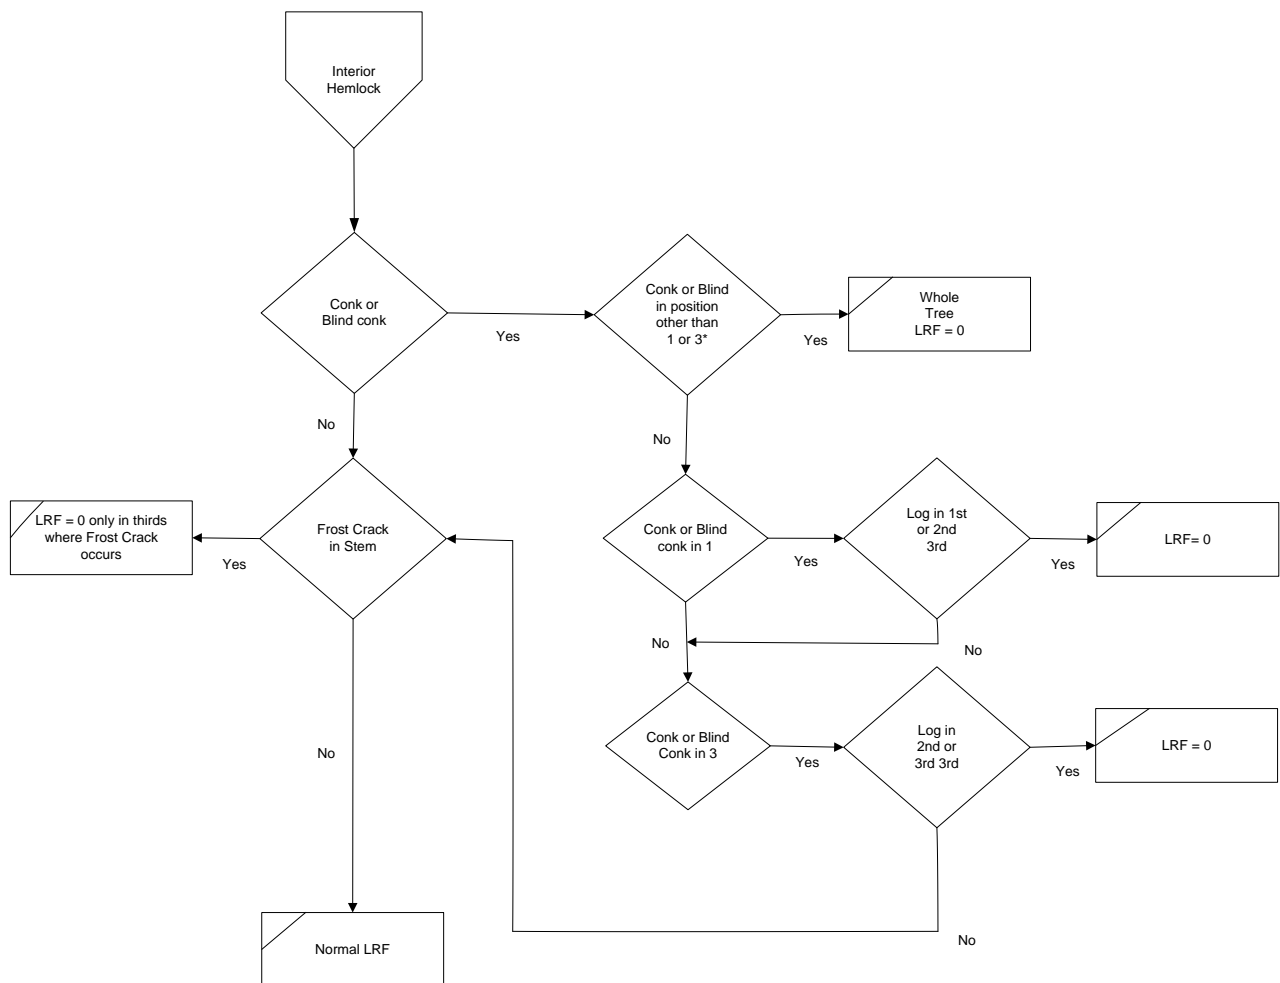 Interior
Hemlock
Conk or
Blind conk
Yes
Conk or Blind
in position
other than
1 or 3*
Yes
Whole
Tree
LRF = 0
No
No
LRF = 0 only in thirds
where Frost Crack
occurs
Yes
Frost Crack
in Stem
Conk or Blind
conk in 1
Yes
Log in 1st
or 2nd
3rd
Yes
LRF= 0
No
No
No
Conk or Blind
Conk in 3
Yes
Log in
2nd or
3rd 3rd
Yes
LRF = 0
No
Normal LRF